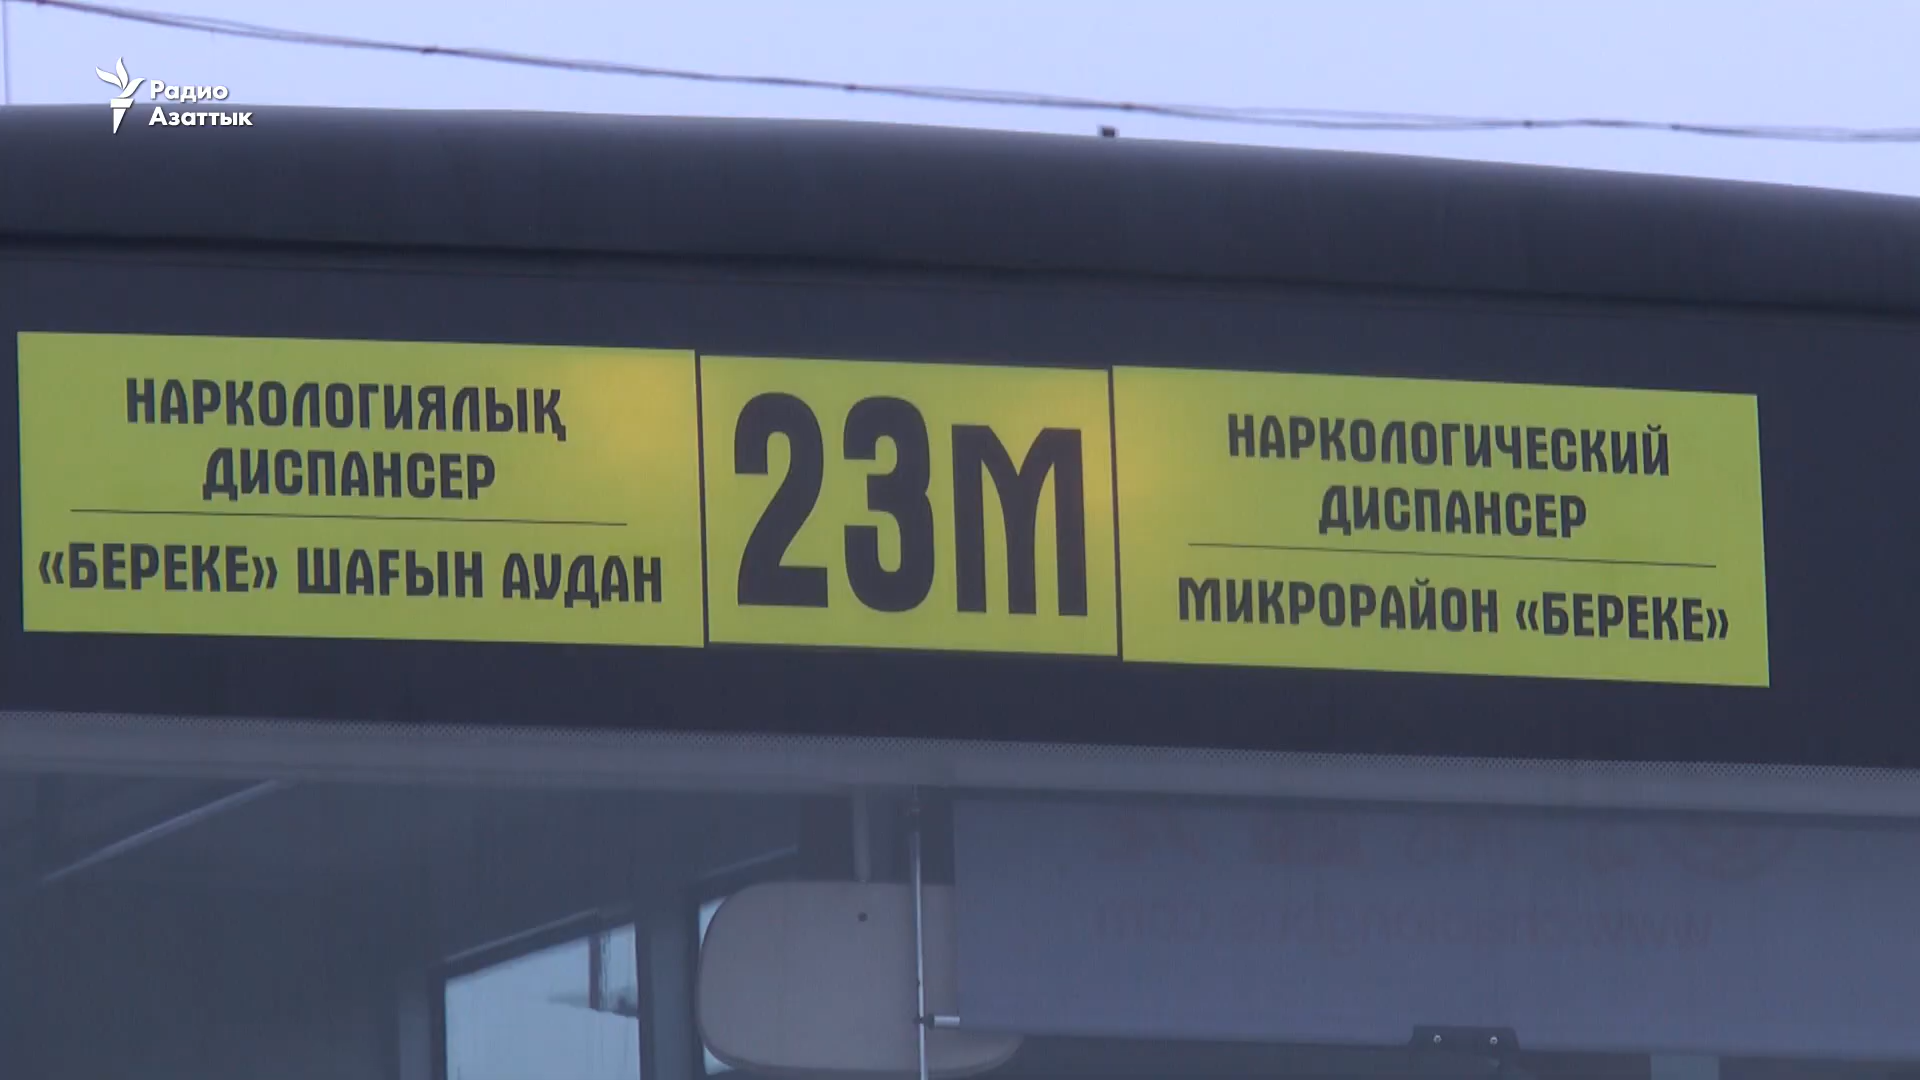 Радио
Азаттык
НАРКОЛОГИЯЛЫҚ
ДИСПАНСЕР
«БЕРЕКЕ» ШАҒЫН АУДАН
23М
НАРКОЛОГИЧЕСКИЙ
ДИСПАНСЕР
МИКРОРАЙОН «БЕРЕКЕ»